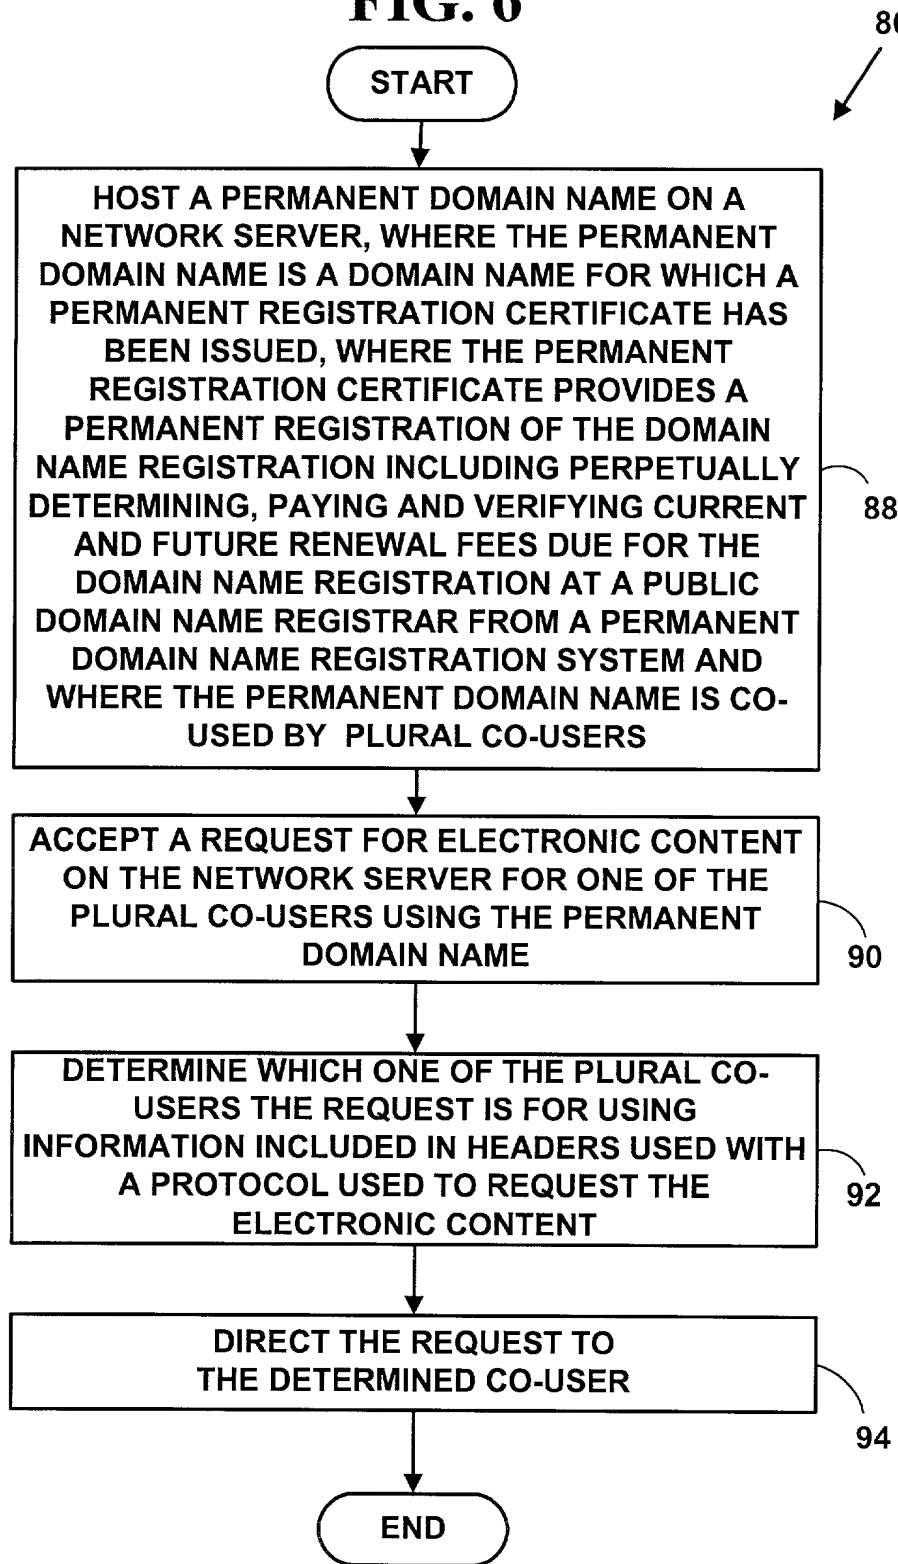 FIG. 6
START
HOST A PERMANENT DOMAIN NAME ON A
NETWORK SERVER, WHERE THE PERMANENT
DOMAIN NAME IS A DOMAIN NAME FOR WHICH A
PERMANENT REGISTRATION CERTIFICATE HAS
BEEN ISSUED, WHERE THE PERMANENT
REGISTRATION CERTIFICATE PROVIDES A
PERMANENT REGISTRATION OF THE DOMAIN
NAME REGISTRATION INCLUDING PERPETUALLY
DETERMINING, PAYING AND VERIFYING CURRENT
AND FUTURE RENEWAL FEES DUE FOR THE
DOMAIN NAME REGISTRATION AT A PUBLIC
DOMAIN NAME REGISTRAR FROM A PERMANENT
DOMAIN NAME REGISTRATION SYSTEM AND
WHERE THE PERMANENT DOMAIN NAME IS CO-
USED BY PLURAL CO-USERS
88
ACCEPT A REQUEST FOR ELECTRONIC CONTENT
ON THE NETWORK SERVER FOR ONE OF THE
PLURAL CO-USERS USING THE PERMANENT
DOMAIN NAME
90
DETERMINE WHICH ONE OF THE PLURAL CO-
USERS THE REQUEST IS FOR USING
INFORMATION INCLUDED IN HEADERS USED WITH
A PROTOCOL USED TO REQUEST THE
ELECTRONIC CONTENT
92
DIRECT THE REQUEST TO
THE DETERMINED CO-USER
94
END